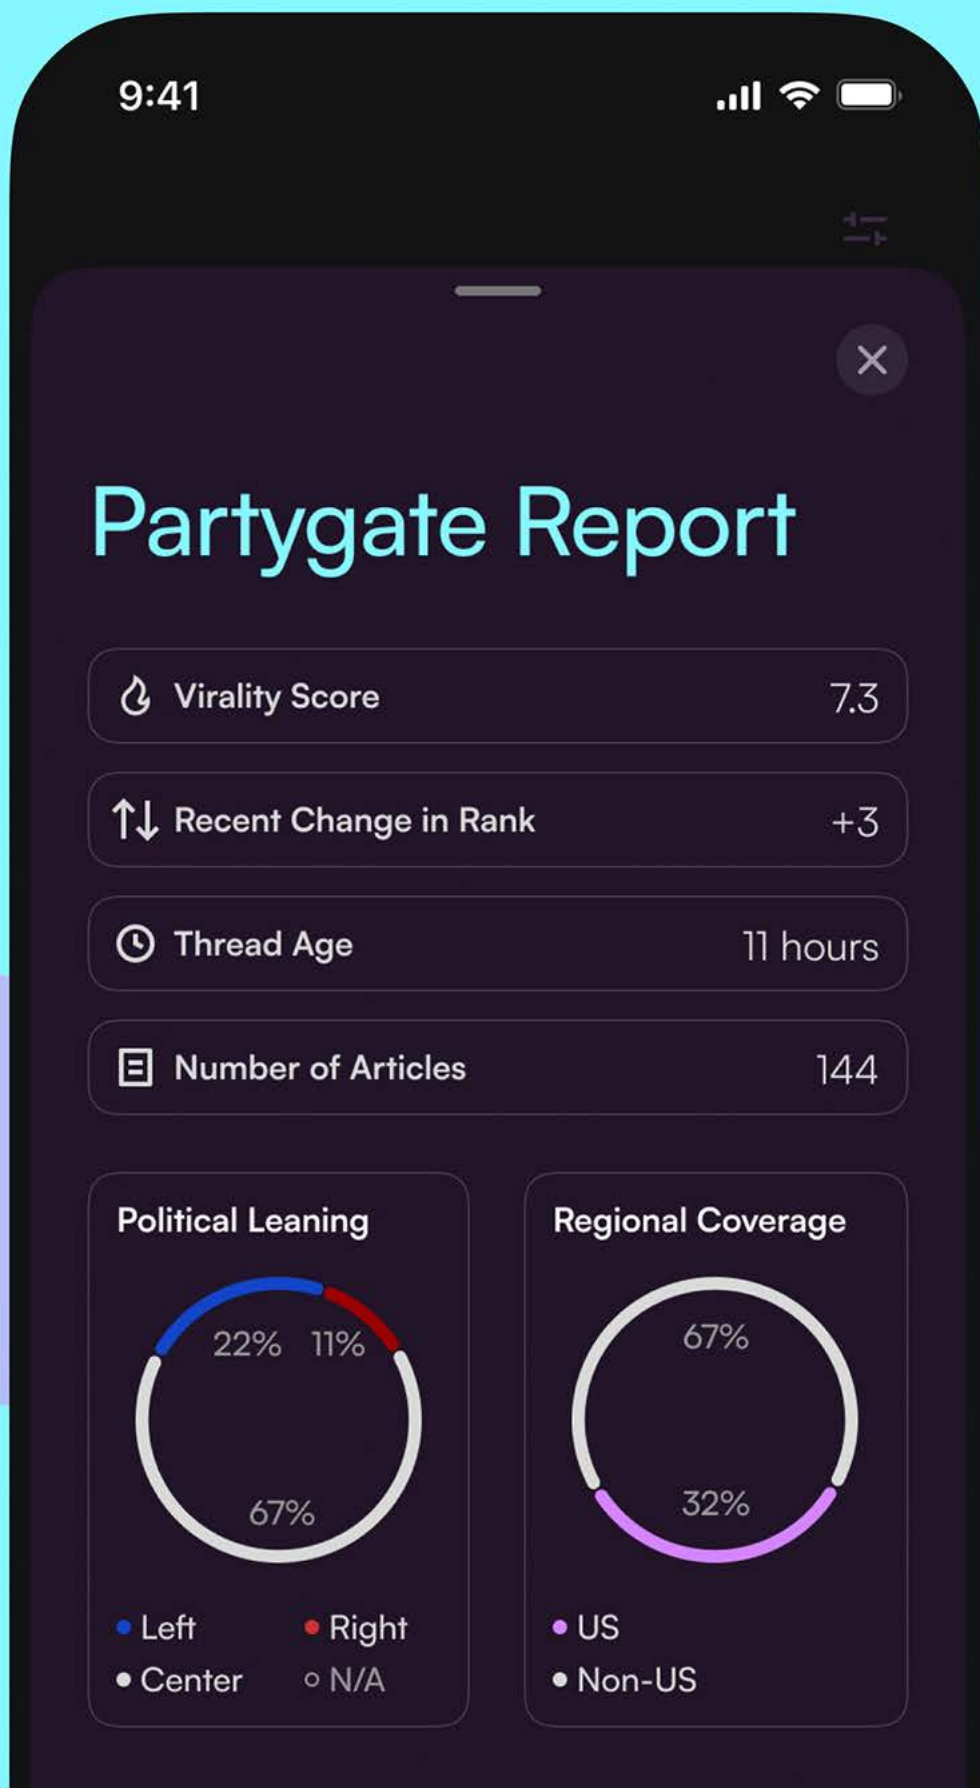 9:41
Partygate Report
Virality Score 7.3
Recent Change in Rank +3
Thread Age 11 hours
Number of Articles 144
Political Leaning
22% 11%
67%
Left Right
Center N/A
Regional Coverage
67%
32%
US
Non-US